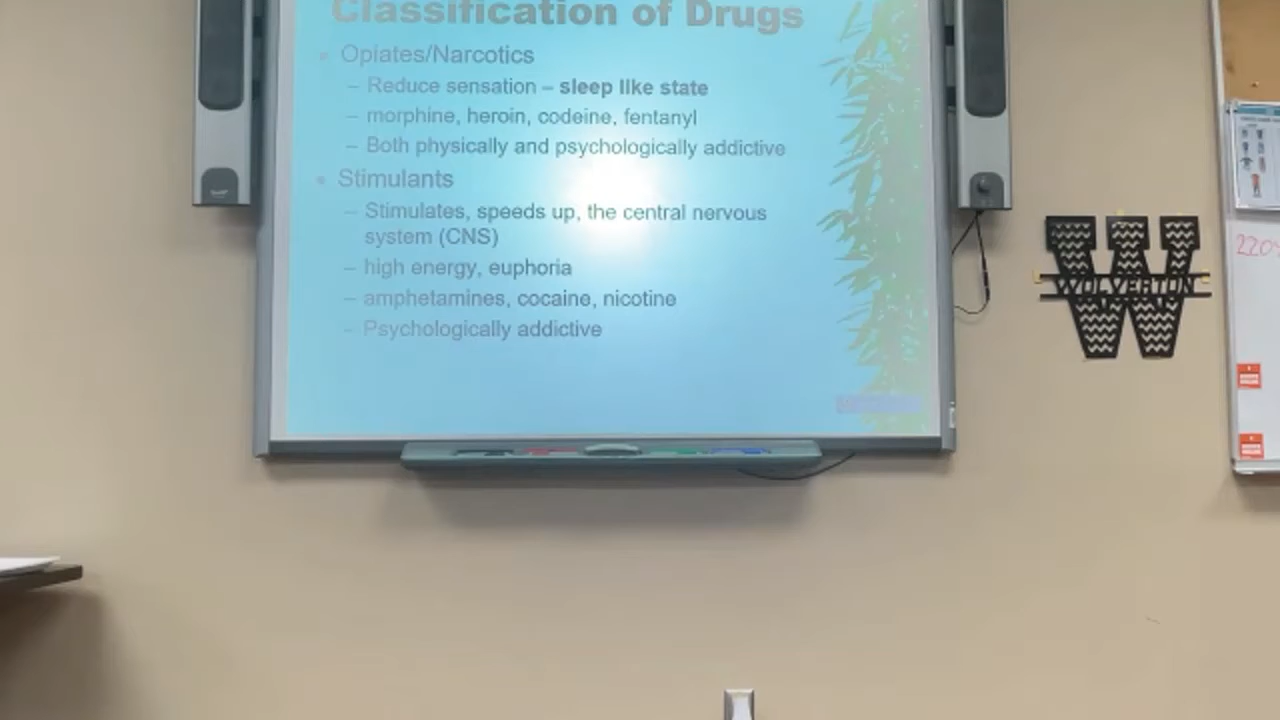 Classification of Drugs
• Opiates/Narcotics
– Reduce sensation – sleep like state
– morphine, heroin, codeine, fentanyl
– Both physically and psychologically addictive
• Stimulants
– Stimulates, speeds up, the central nervous
system (CNS)
– high energy, euphoria
– amphetamines, cocaine, nicotine
– Psychologically addictive
WOLVERTON
220